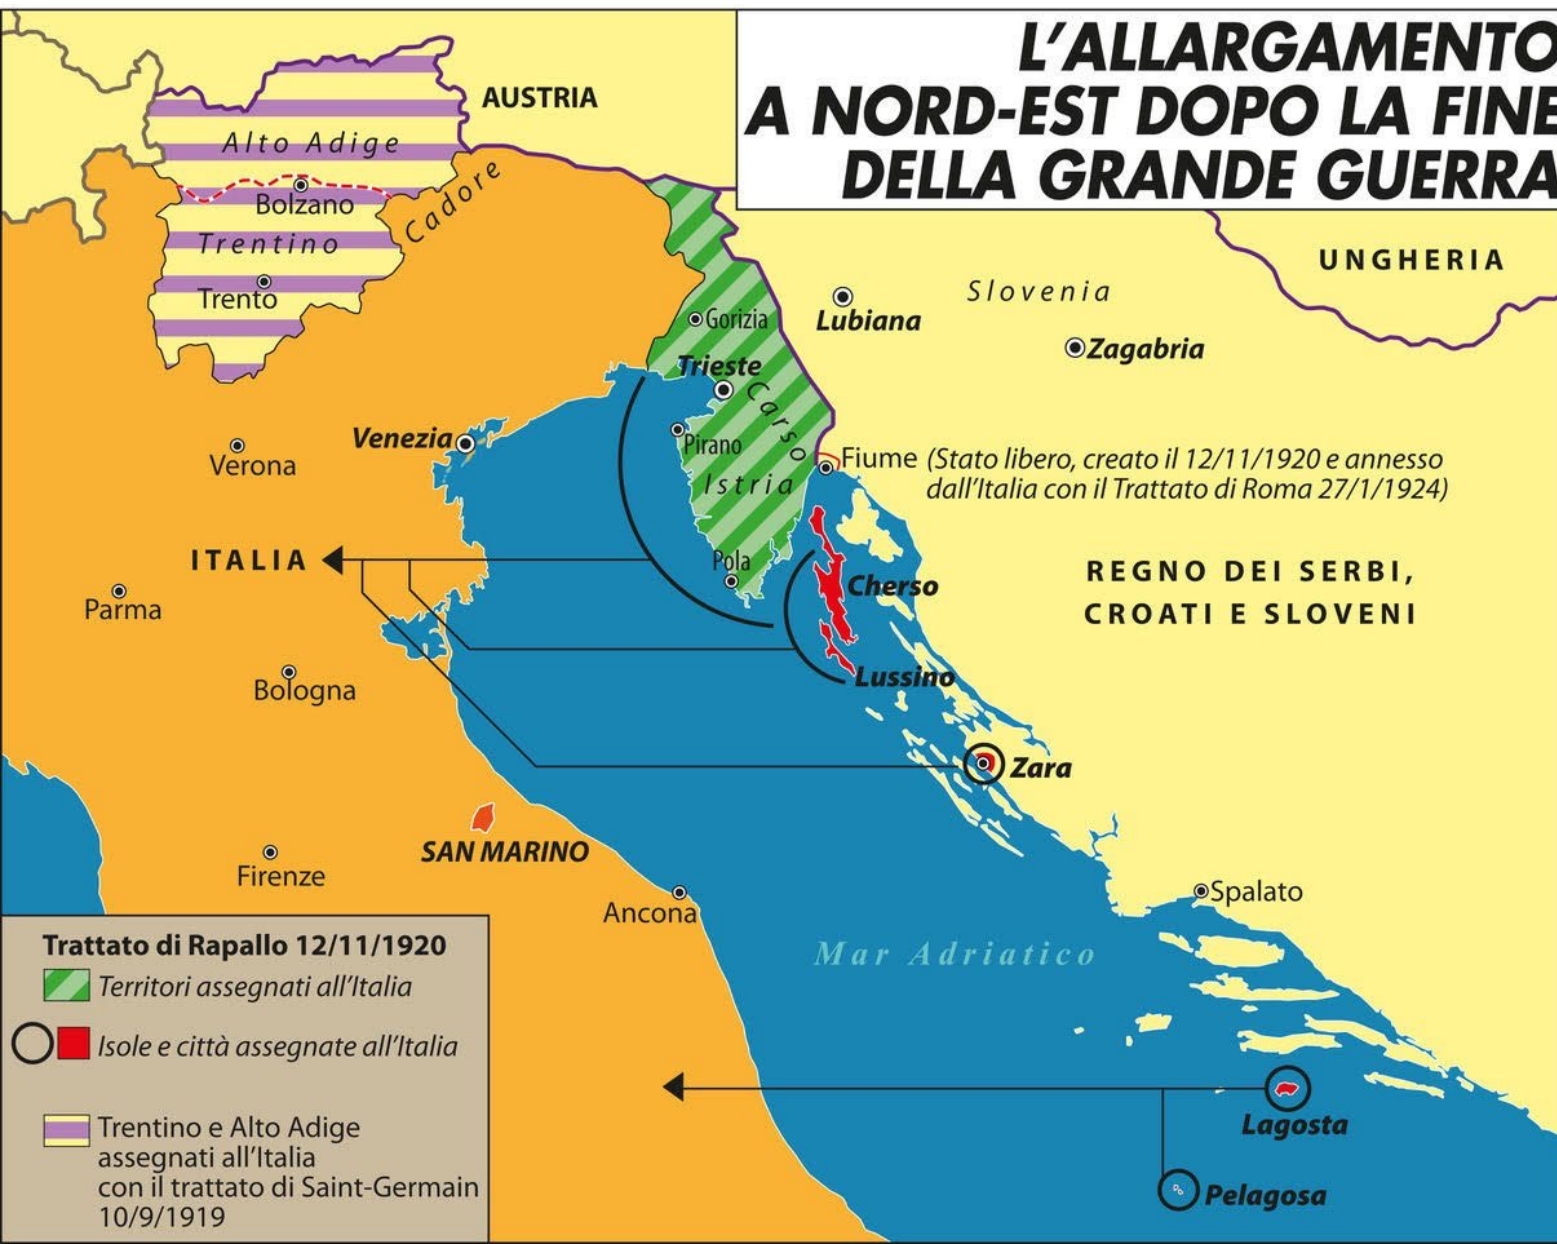 L'ALLARGAMENTO
A NORD-EST DOPO LA FINE
DELLA GRANDE GUERRA
AUSTRIA
Alto Adige
Bolzano
Cadore
Trentino
Trento
UNGHERIA
Slovenia
Lubiana
Zagabria
Gorizia
Trieste
Carso
Pirano
Istria
Pola
Venezia
Verona
Fiume (Stato libero, creato il 12/11/1920 e annesso
dall'Italia con il Trattato di Roma 27/1/1924)
ITALIA
Parma
Bologna
Cherso
Lussino
REGNO DEI SERBI,
CROATI E SLOVENI
Zara
SAN MARINO
Firenze
Ancona
Spalato
Mar Adriatico
Lagosta
Pelagosa
Trattato di Rapallo 12/11/1920
Territori assegnati all'Italia
Isole e città assegnate all'Italia
Trentino e Alto Adige
assegnati all'Italia
con il trattato di Saint-Germain
10/9/1919